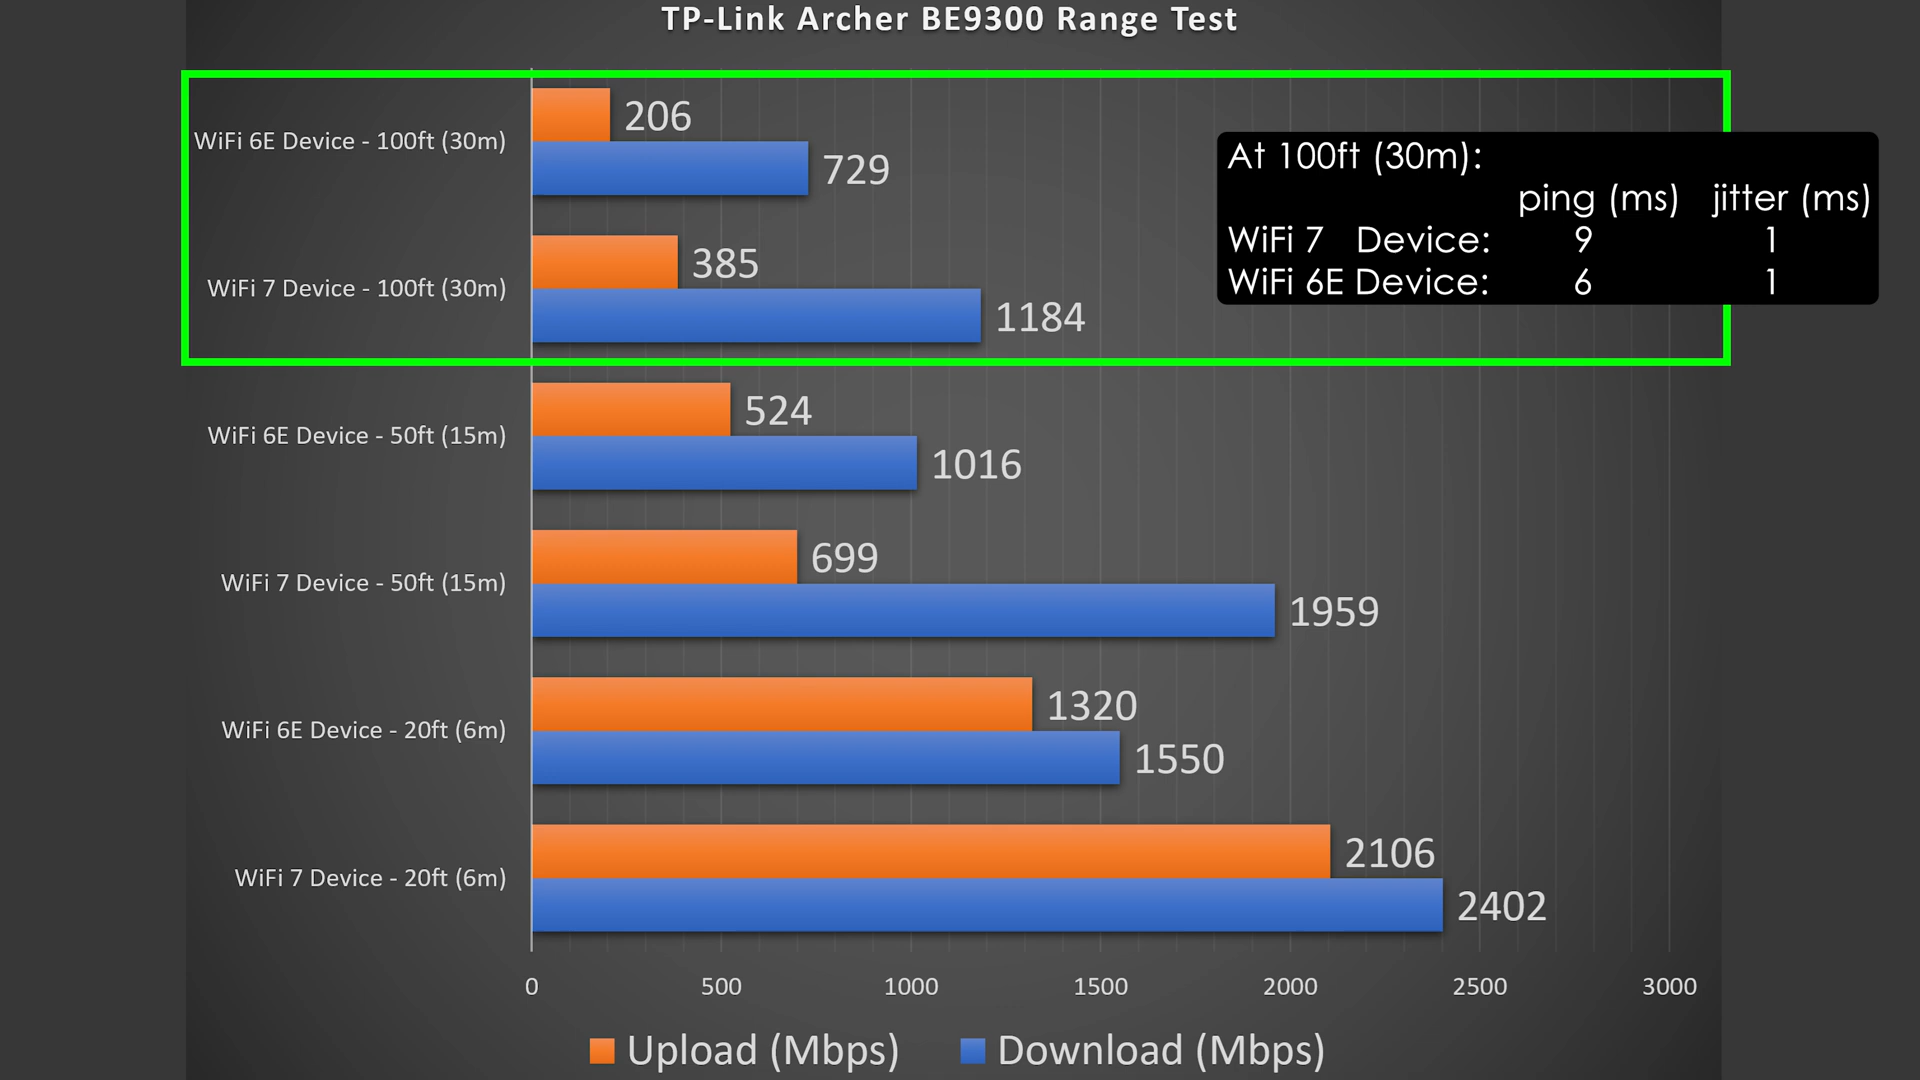 TP-Link Archer BE9300 Range Test
WiFi 6E Device - 100ft (30m)
206
729
WiFi 7 Device - 100ft (30m)
385
1184
At 100ft (30m):
ping (ms) jitter (ms)
WiFi 7 Device: 9 1
WiFi 6E Device: 6 1
WiFi 6E Device - 50ft (15m)
524
1016
WiFi 7 Device - 50ft (15m)
699
1959
WiFi 6E Device - 20ft (6m)
1320
1550
WiFi 7 Device - 20ft (6m)
2106
2402
0 500 1000 1500 2000 2500 3000
Upload (Mbps) Download (Mbps)